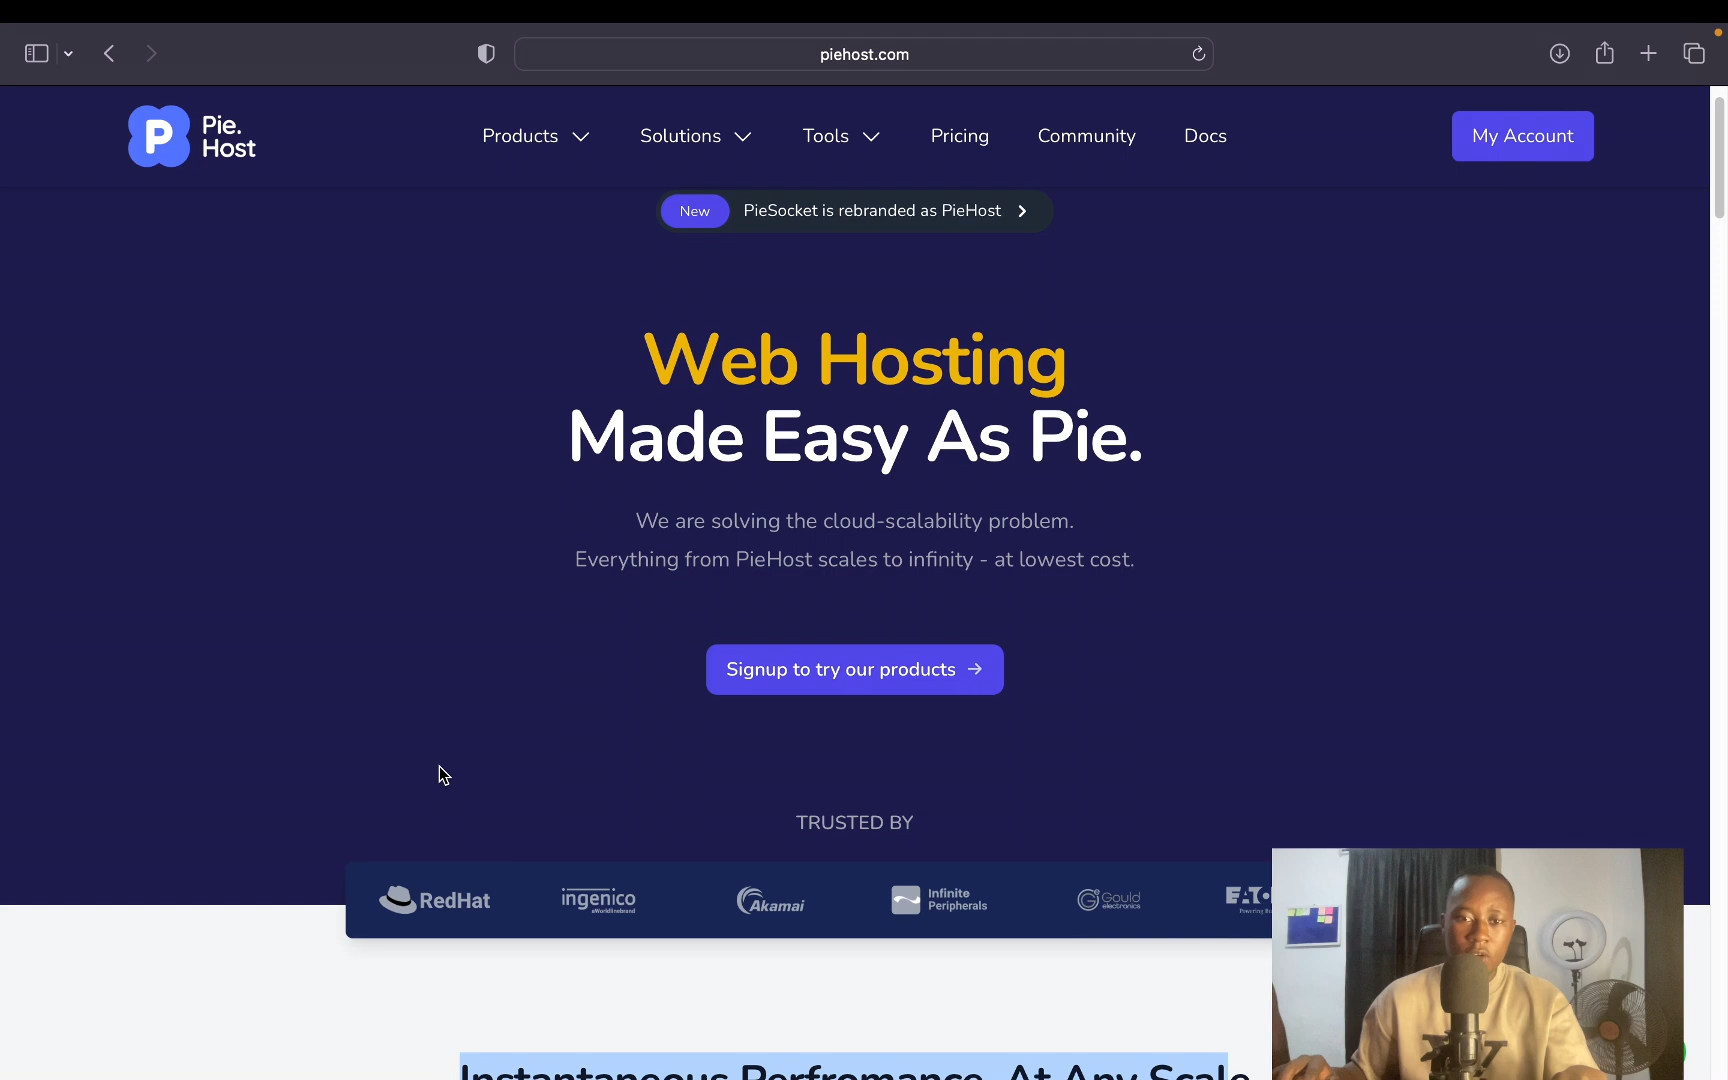 piehost.com
P
Pie.
Host
Products
Solutions
Tools
Pricing
Community
Docs
My Account
New
PieSocket is rebranded as PieHost
Web Hosting
Made Easy As Pie.
We are solving the cloud-scalability problem.
Everything from PieHost scales to infinity - at lowest cost.
Signup to try our products →
TRUSTED BY
RedHat
ingenico
Akamai
Infinite
Peripherals
Gould
electronics
Instantaneous Perfromance, At Any Scale